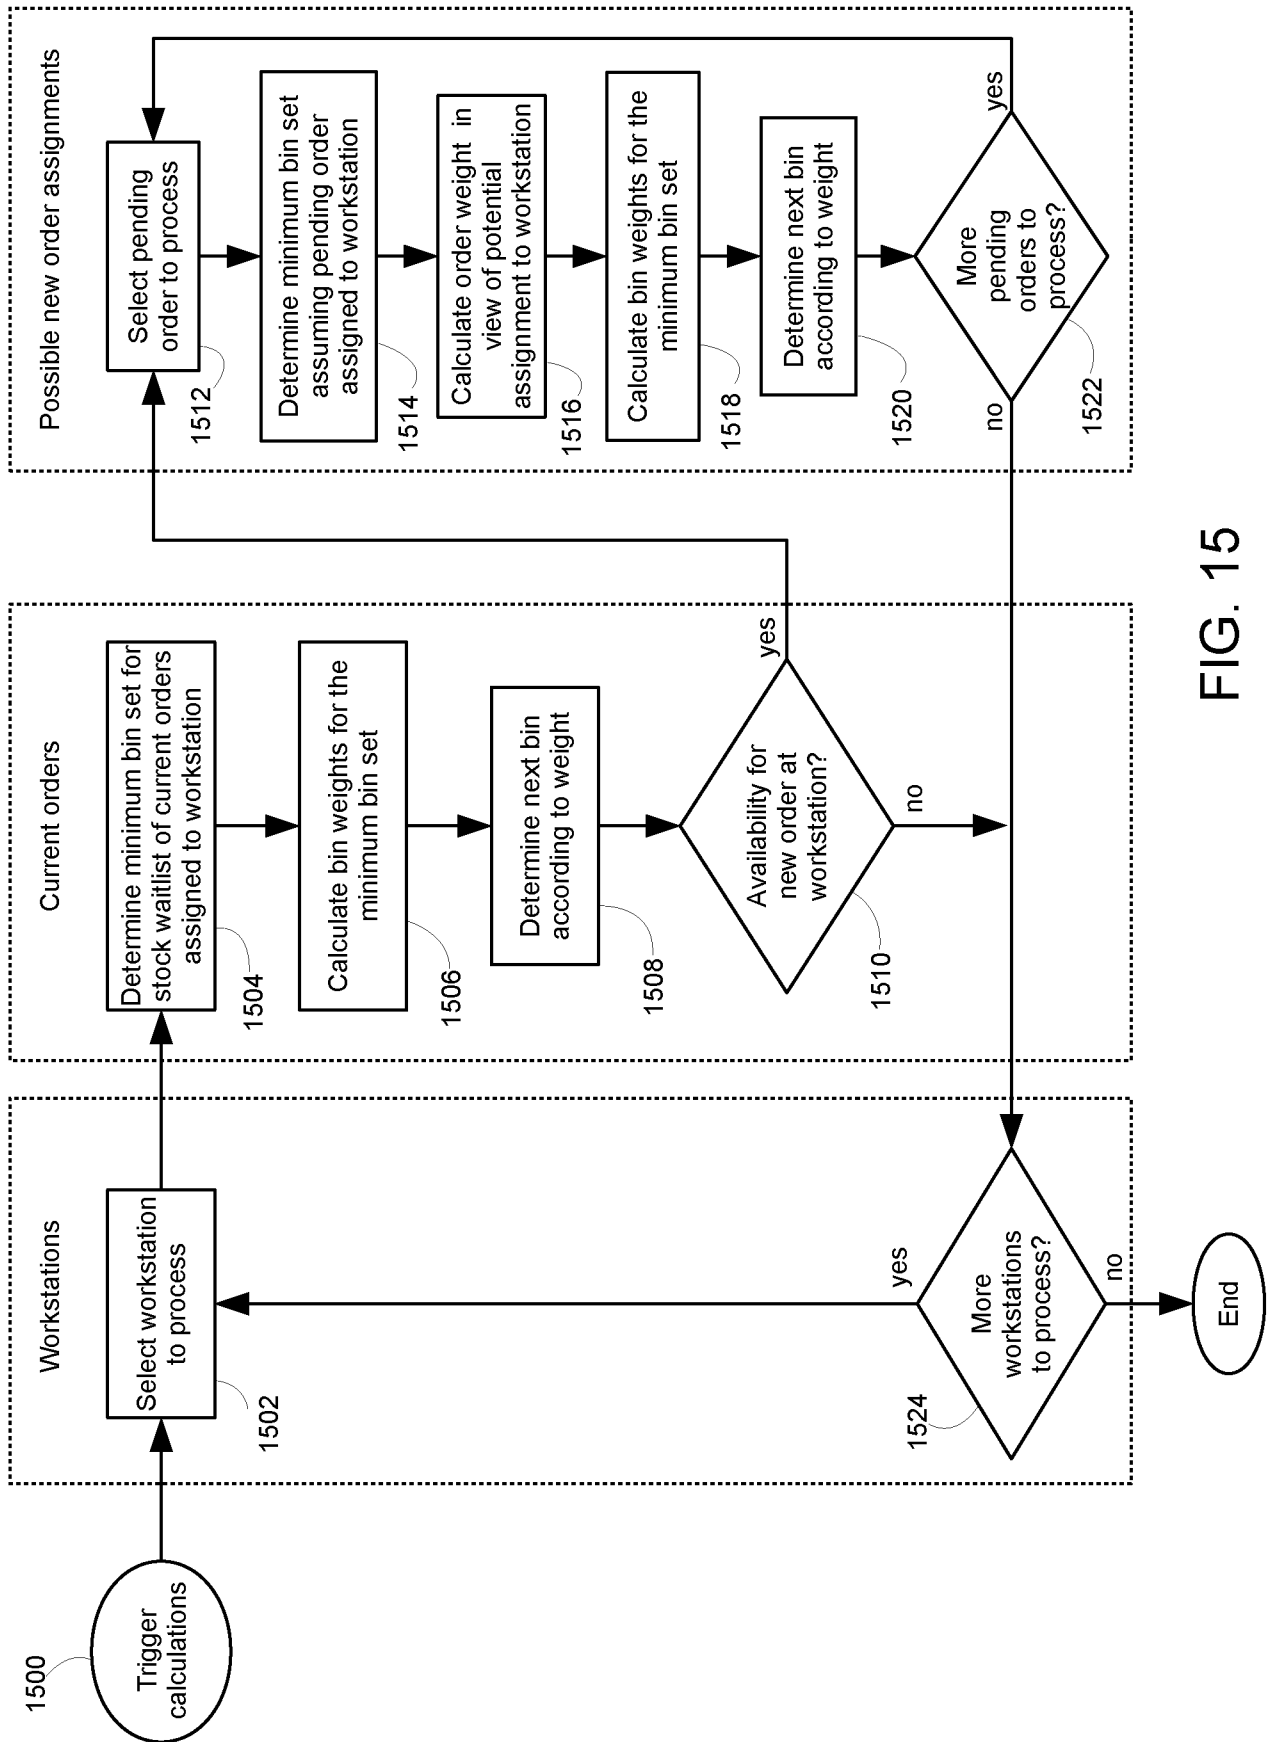 Trigger
calculations
1500
Workstations
Select workstation
to process
1502
More
workstations
to process?
1524
yes
no
End
Current orders
Determine minimum bin set for
stock waitlist of current orders
assigned to workstation
1504
Calculate bin weights for the
minimum bin set
1506
Determine next bin
according to weight
1508
Availability for
new order at
workstation?
1510
yes
no
Possible new order assignments
Select pending
order to process
1512
Determine minimum bin set
assuming pending order
assigned to workstation
1514
Calculate order weight in
view of potential
assignment to workstation
1516
Calculate bin weights for the
minimum bin set
1518
Determine next bin
according to weight
1520
More
pending
orders to
process?
1522
yes
no
FIG. 15